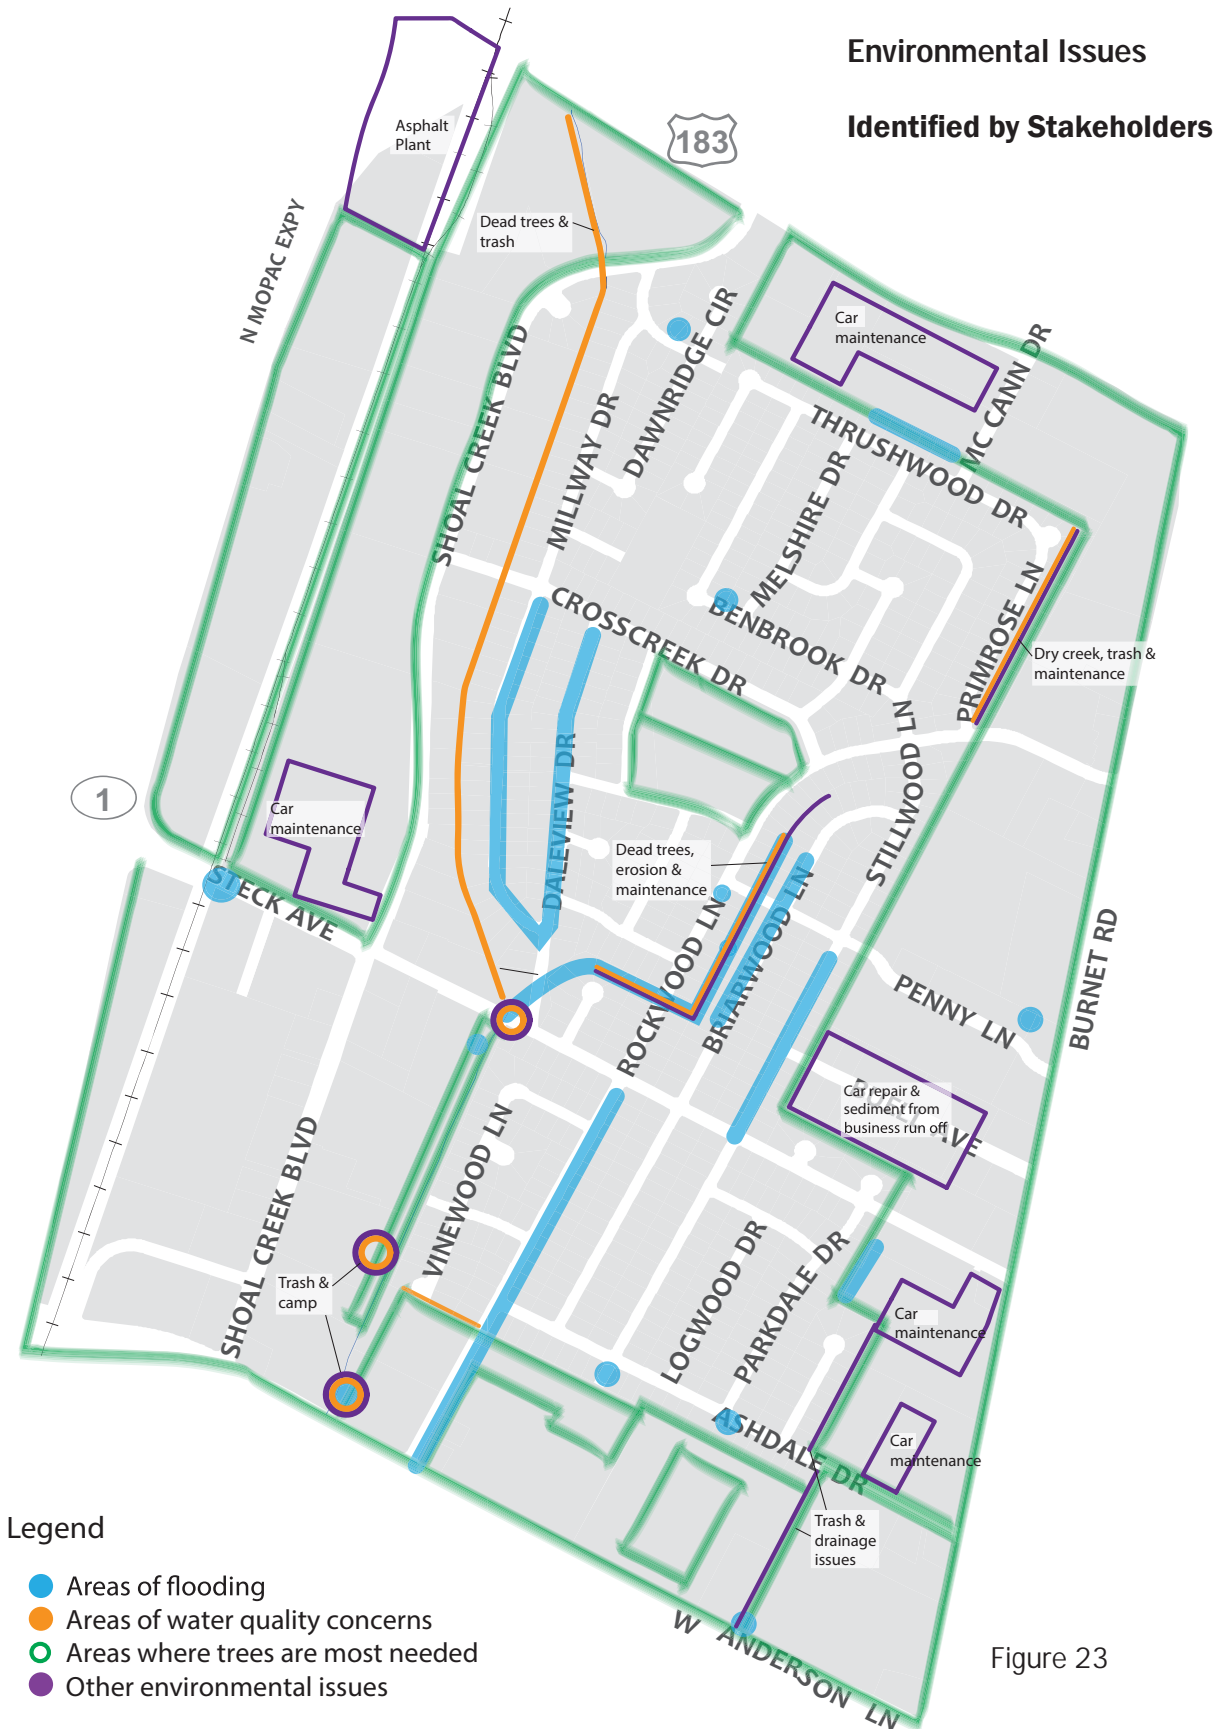 Environmental Issues
Identified by Stakeholders
183
Asphalt
Plant
N MOPAC EXPY
Dead trees &
trash
Car
maintenance
SHOAL CREEK BLVD
MILLWAY DR
DAWNRIDGE CIR
MC CANN DR
THRUSHWOOD DR
MELSHIRE DR
CROSSCREEK DR
BENBROOK DR
PRIMROSE LN
Dry creek, trash &
maintenance
STILLWOOD LN
1
Car
maintenance
DALEVIEW DR
Dead trees,
erosion &
maintenance
STECK AVE
ROCKWOOD LN
BRIARWOOD LN
PENNY LN
BURNET RD
Car repair &
sediment from
business run off
AVE
SHOAL CREEK BLVD
VINEWOOD LN
Trash &
camp
LOGWOOD DR
PARKDALE DR
Car
maintenance
ASHDALE DR
Car
maintenance
Trash &
drainage
issues
W ANDERSON LN
Legend
Areas of flooding
Areas of water quality concerns
Areas where trees are most needed
Other environmental issues
Figure 23